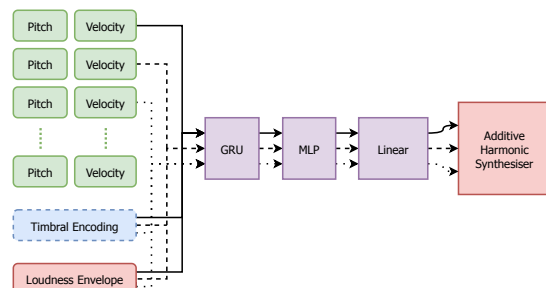 Pitch Velocity
Pitch Velocity
Pitch Velocity
Pitch Velocity
GRU MLP Linear
Additive
Harmonic
Synthesiser
Timbral Encoding
Loudness Envelope